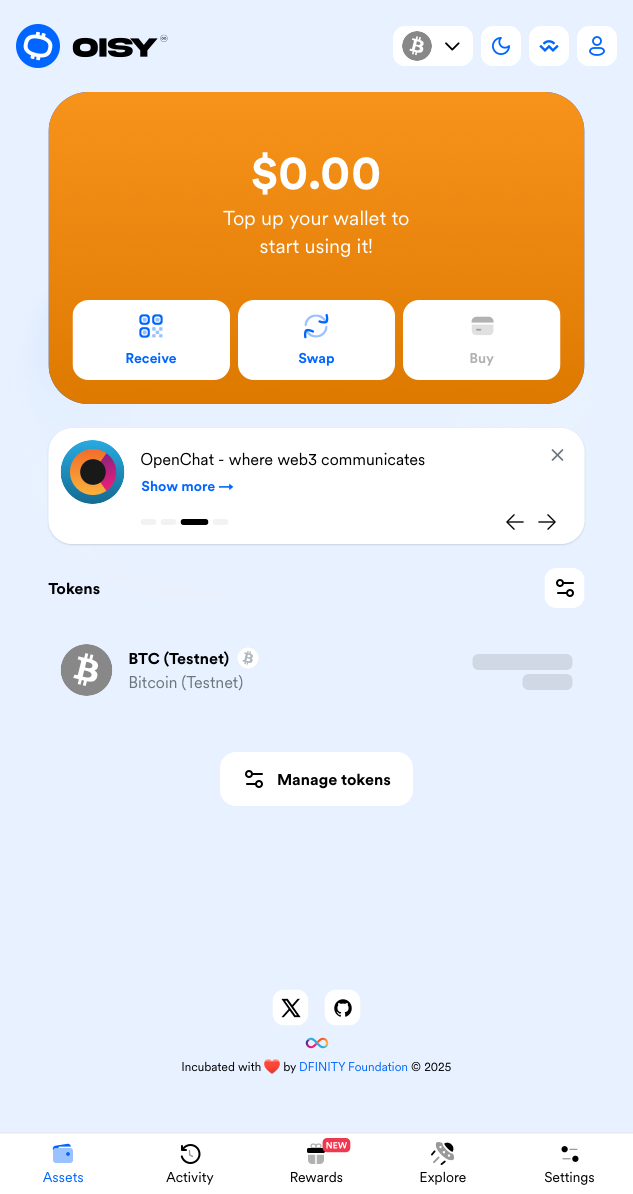 OISY
$0.00
Top up your wallet to
start using it!
Receive
Swap
Buy
OpenChat - where web3 communicates
Show more →
Tokens
BTC (Testnet)
Bitcoin (Testnet)
Manage tokens
Incubated with ❤️ by DFINITY Foundation © 2025
NEW
Assets
Activity
Rewards
Explore
Settings